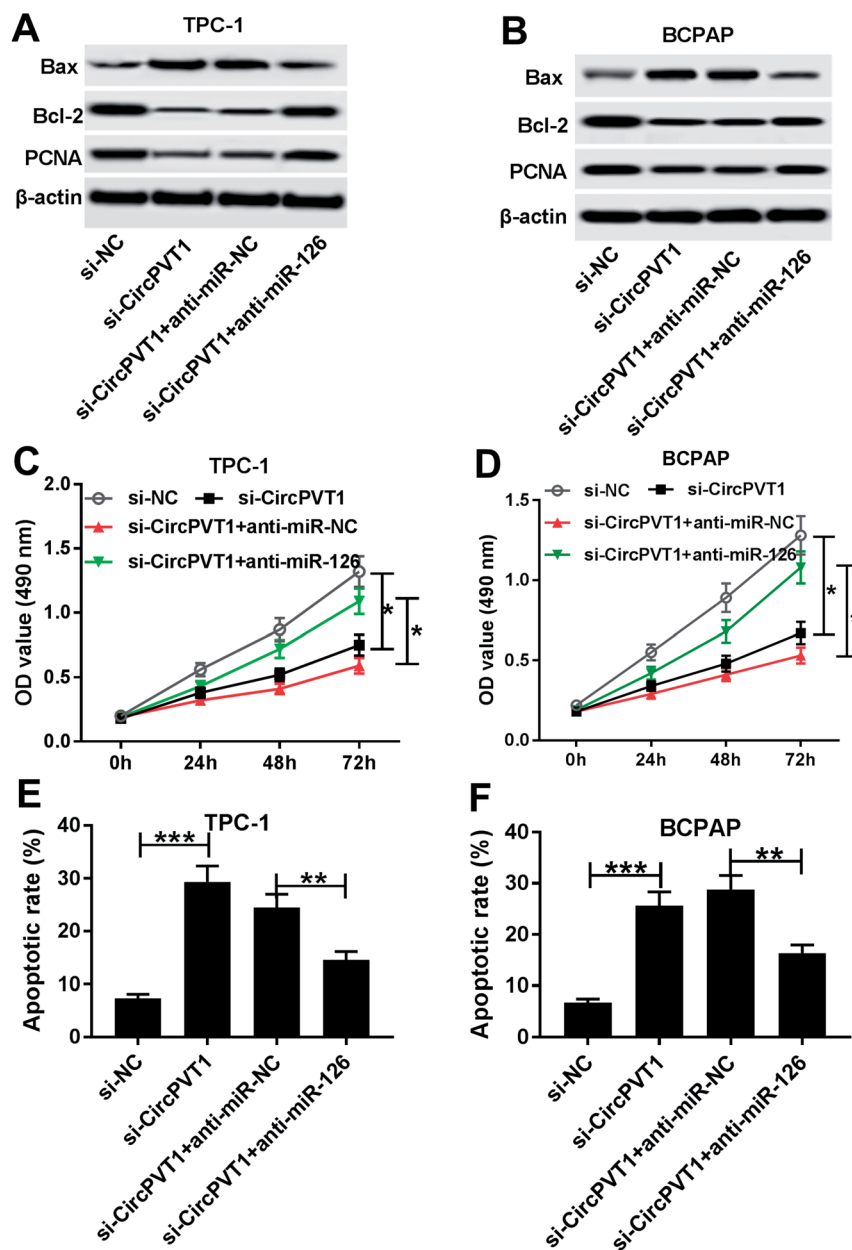 A
TPC-1
Bax
Bcl-2
PCNA
β-actin
si-NC
si-CircPVT1
si-CircPVT1+anti-miR-NC
si-CircPVT1+anti-miR-126
B
BCPAP
Bax
Bcl-2
PCNA
β-actin
si-NC
si-CircPVT1
si-CircPVT1+anti-miR-NC
si-CircPVT1+anti-miR-126
C
TPC-1
OD value (490 nm)
2.0
1.5
1.0
0.5
0.0
si-NC si-CircPVT1
si-CircPVT1+anti-miR-NC
si-CircPVT1+anti-miR-126
*
*
0h 24h 48h 72h
D
BCPAP
OD value (490 nm)
1.5
1.0
0.5
0.0
si-NC si-CircPVT1
si-CircPVT1+anti-miR-NC
si-CircPVT1+anti-miR-126
*
0h 24h 48h 72h
E
TPC-1
Apoptotic rate (%)
40
30
20
10
0
***
**
si-NC
si-CircPVT1
si-CircPVT1+anti-miR-NC
si-CircPVT1+anti-miR-126
F
BCPAP
Apoptotic rate (%)
40
30
20
10
0
***
**
si-NC
si-CircPVT1
si-CircPVT1+anti-miR-NC
si-CircPVT1+anti-miR-126